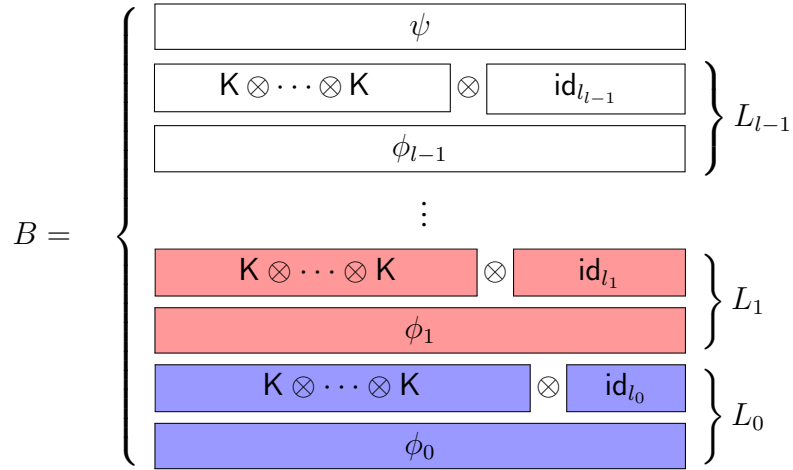 ψ
K ⊗ ⋯ ⊗ K ⊗ id_{l_{l−1}}
L_{l−1}
ϕ_{l−1}
B =
⋮
K ⊗ ⋯ ⊗ K ⊗ id_{l_1}
L_1
ϕ_1
K ⊗ ⋯ ⊗ K ⊗ id_{l_0}
L_0
ϕ_0